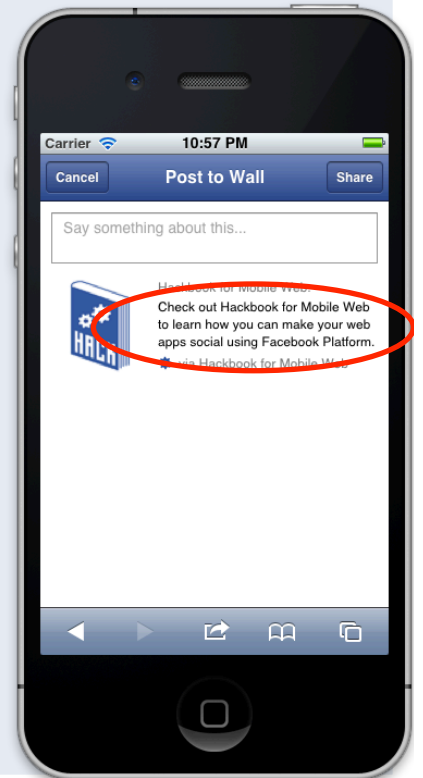 Carrier 10:57 PM
Cancel Post to Wall Share
Say something about this...
HACK
Hackbook for Mobile Web.
Check out Hackbook for Mobile Web
to learn how you can make your web
apps social using Facebook Platform.
via Hackbook for Mobile Web